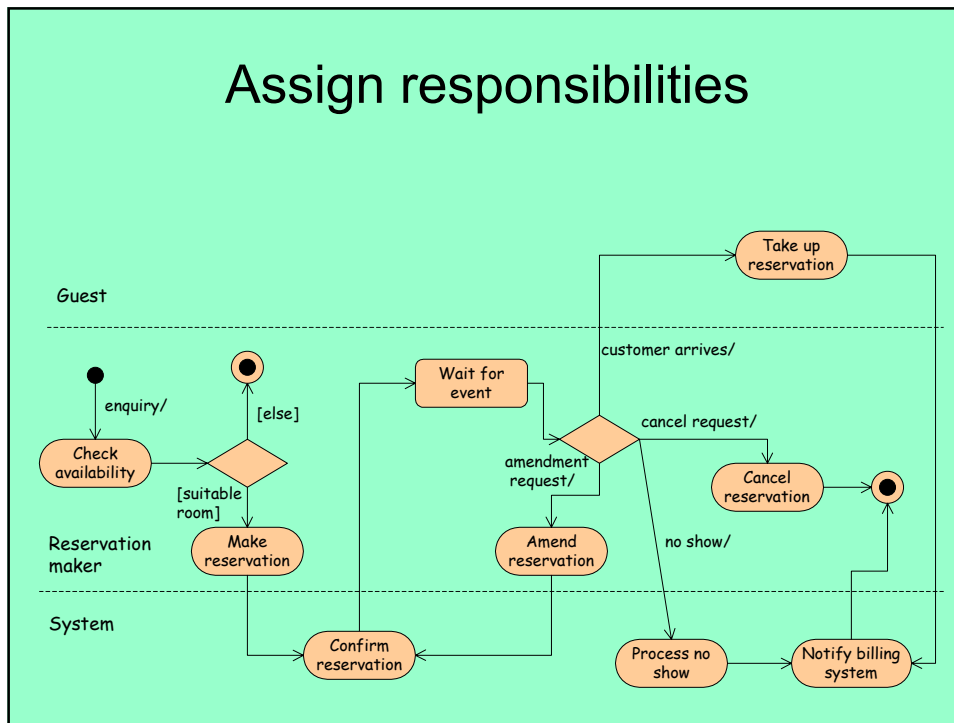 Assign responsibilities
Take up
reservation
Guest
customer arrives/
Wait for
event
enquiry/
[else]
cancel request/
Check
availability
amendment
request/
Cancel
reservation
[suitable
room]
Reservation
maker
Make
reservation
Amend
reservation
no show/
System
Confirm
reservation
Process no
show
Notify billing
system